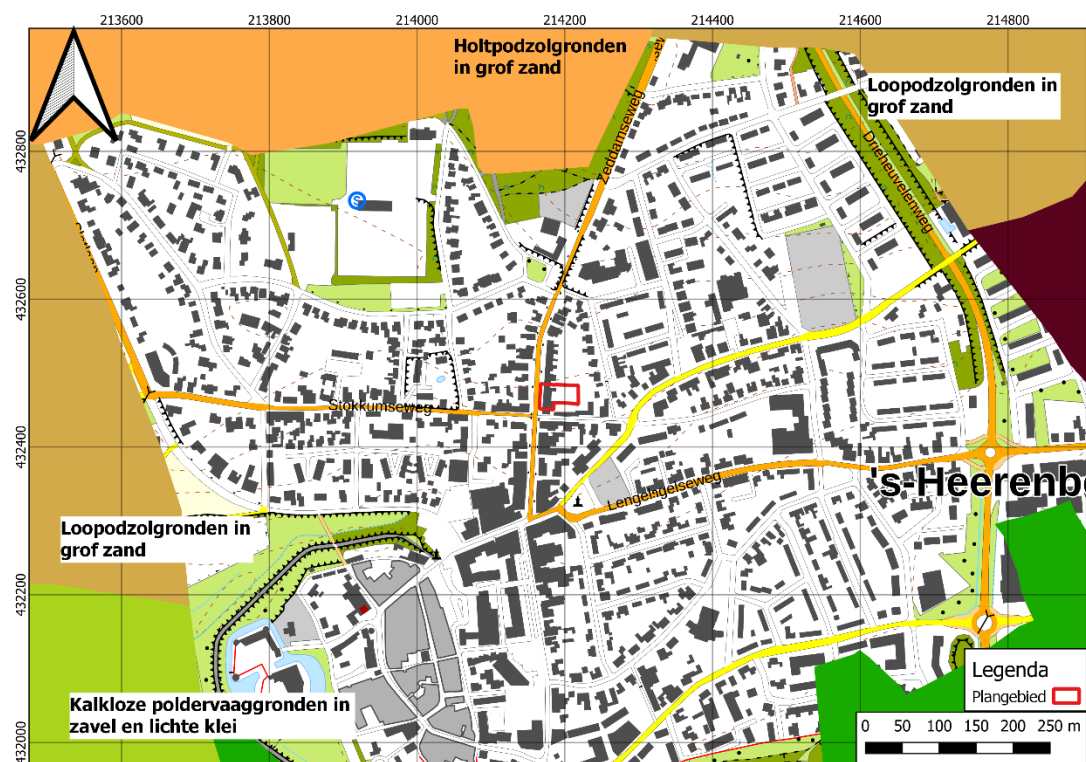 213600 213800 214000 214200 214400 214600 214800
Holtpodzolgronden
in grof zand
Loopodzolgronden in
grof zand
432800
Zeddamseweg
Drieheuvelenweg
432600
Stokkumseweg
432400
Lengengelseweg
's-Heerenbe
Loopodzolgronden in
grof zand
432200
Kalkloze poldervaaggronden in
zavel en lichte klei
Legenda
Plangebied
0 50 100 150 200 250 m
432000